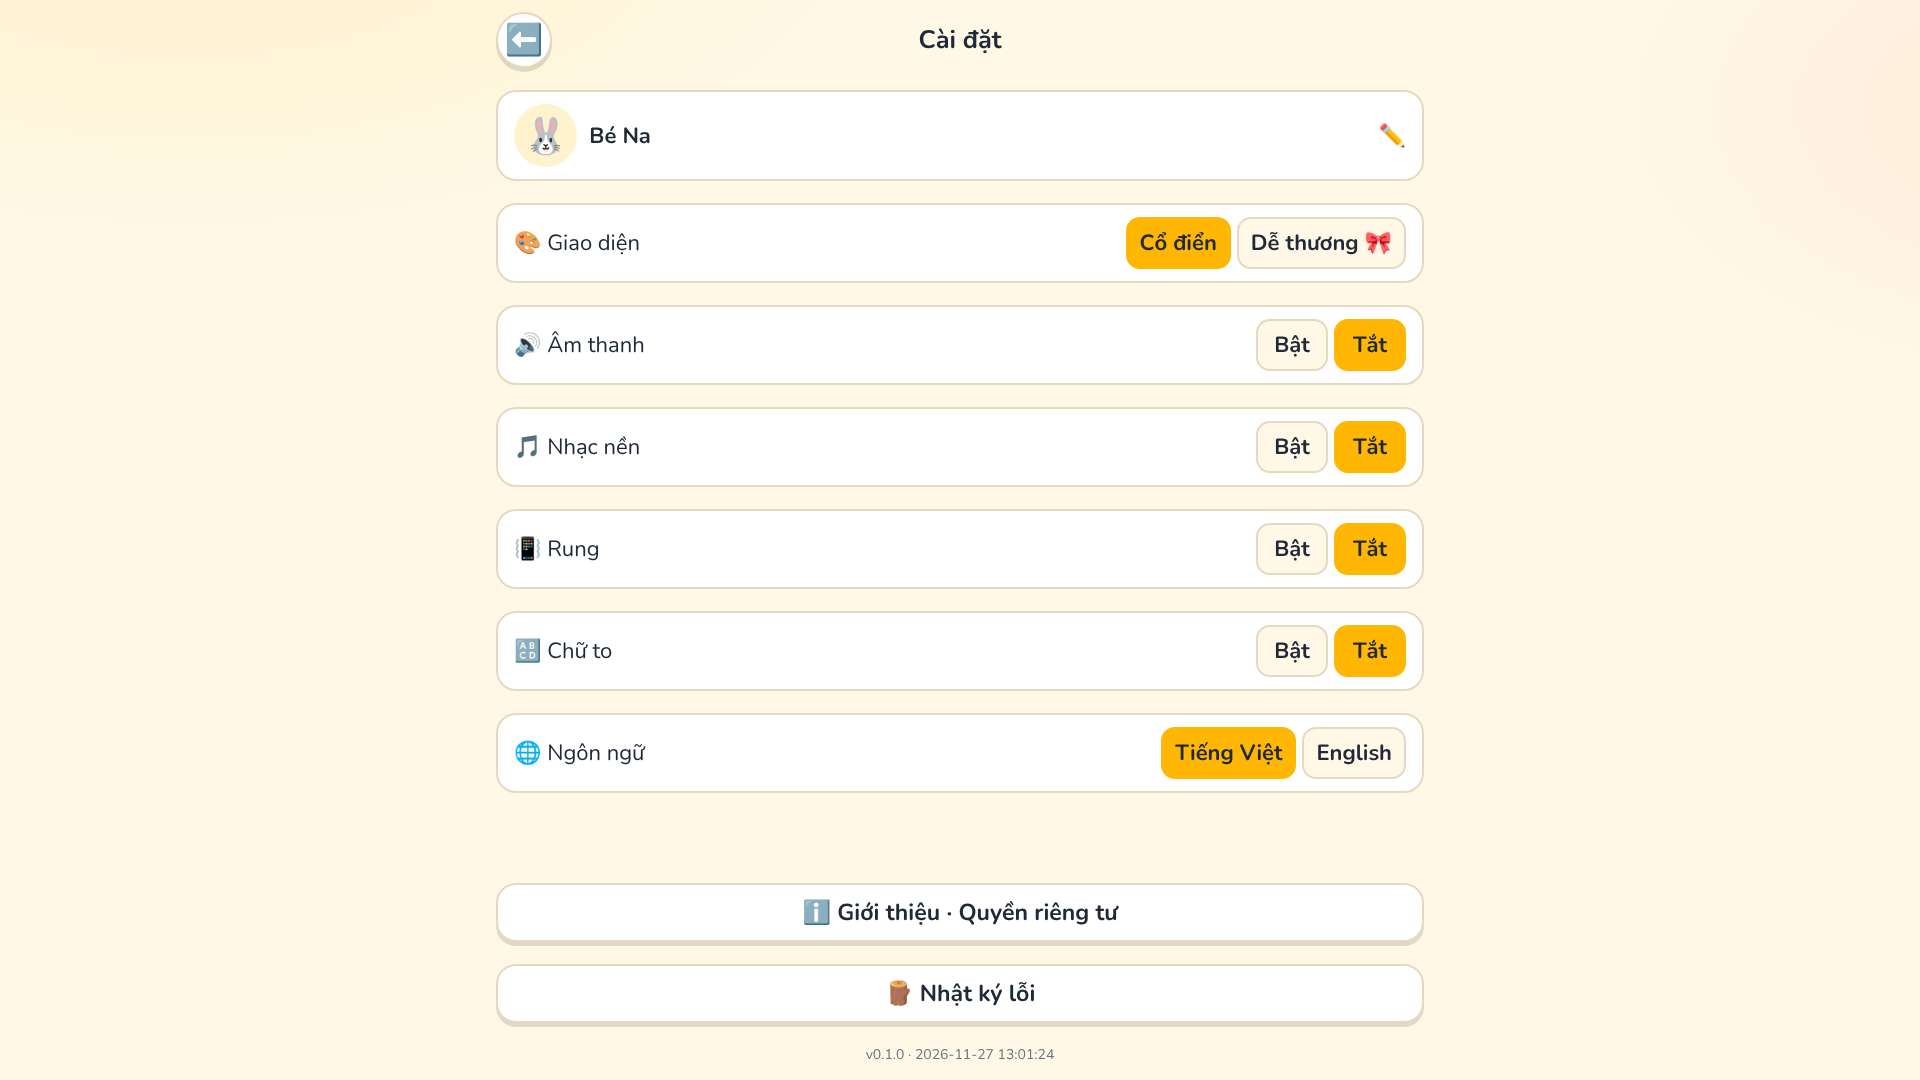 Cài đặt
Bé Na
Giao diện Cổ điển Dễ thương
Âm thanh Bật Tắt
Nhạc nền Bật Tắt
Rung Bật Tắt
Chữ to Bật Tắt
Ngôn ngữ Tiếng Việt English
Giới thiệu · Quyền riêng tư
Nhật ký lỗi
v0.1.0 · 2026-11-27 13:01:24